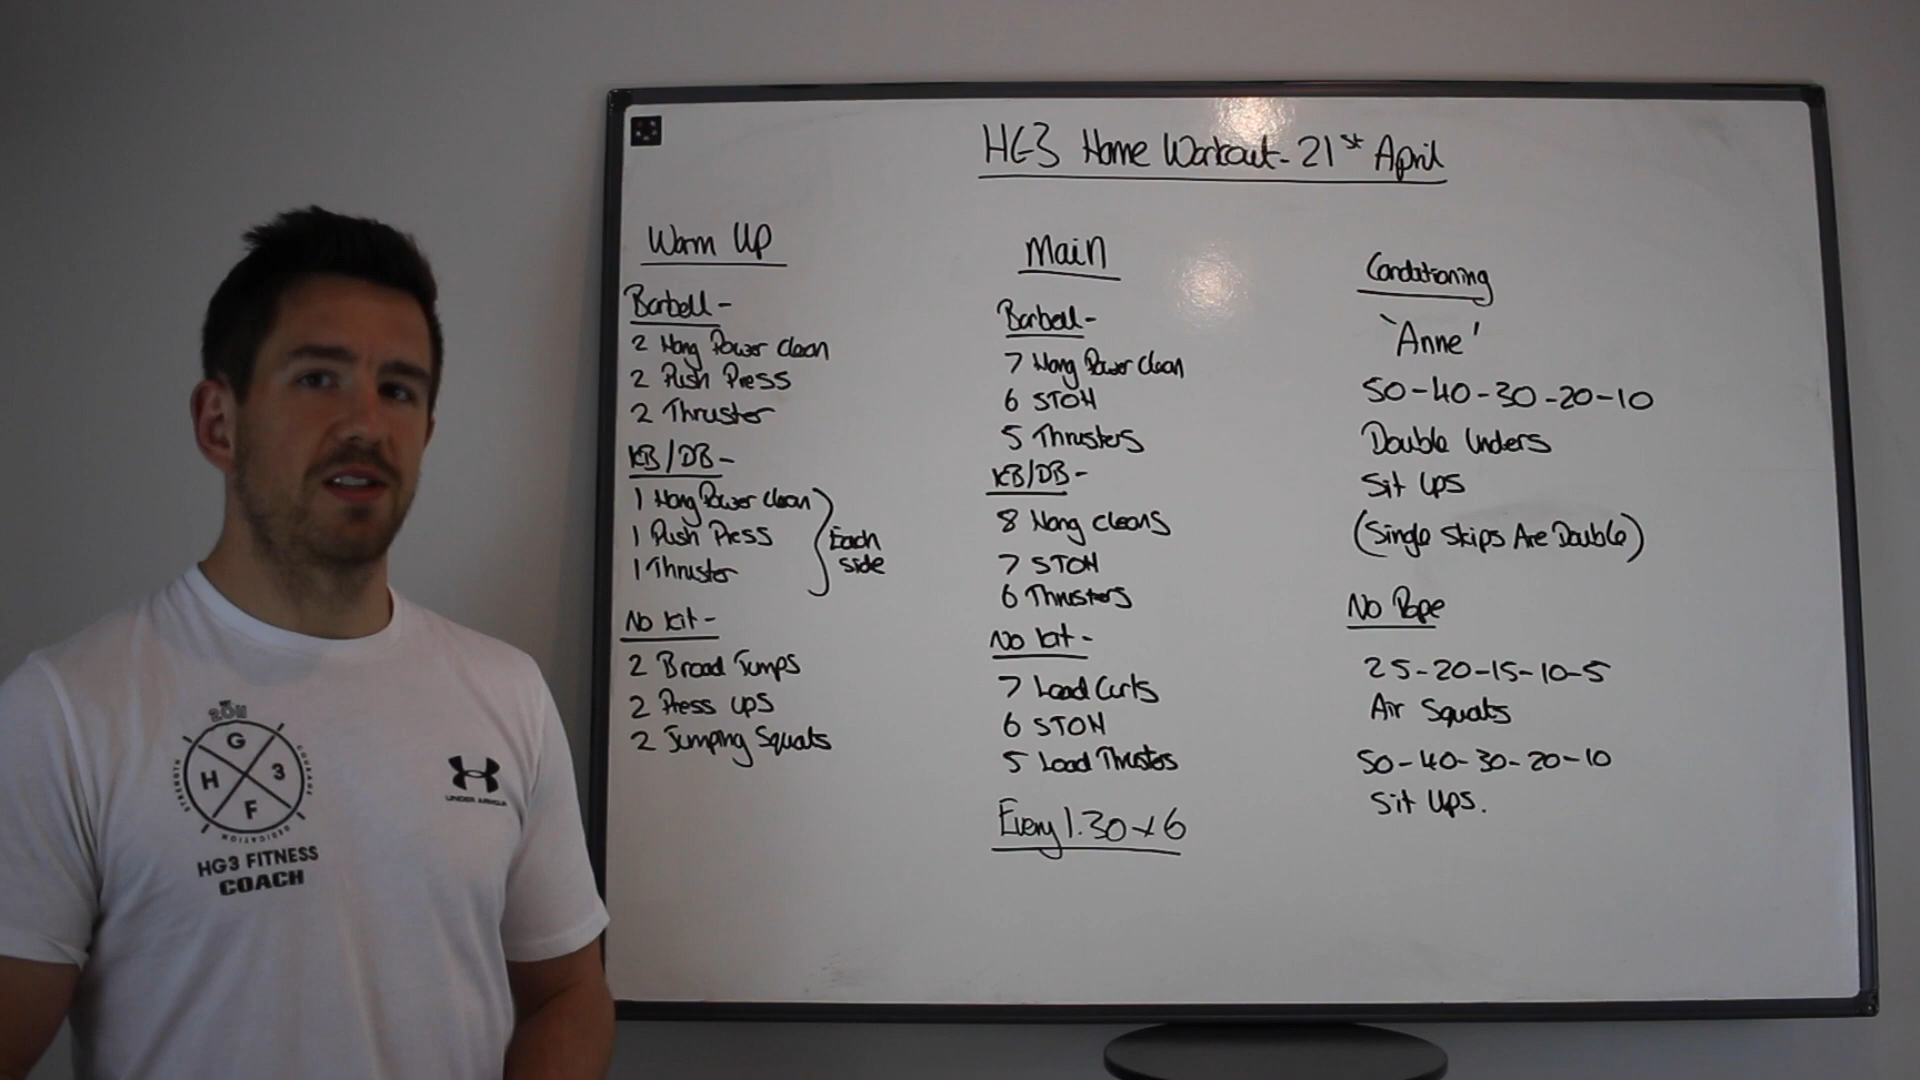 HG3 Home Workout - 21st April
Warm Up
Barbell -
2 Hang Power Clean
2 Push Press
2 Thruster
KB/DB -
1 Hang Power Clean
1 Push Press
1 Thruster
Each side
No Kit -
2 Broad Jumps
2 Press Ups
2 Jumping Squats
Main
Barbell -
7 Hang Power Clean
6 STOH
5 Thrusters
KB/DB -
8 Hang Cleans
7 STOH
6 Thrusters
No Kit -
7 Load Curls
6 STOH
5 Load Thrusters
Every 1.30 x 6
Conditioning
'Anne'
50-40-30-20-10
Double Unders
Sit Ups
(Single Skips Are Double)
No Rope
25-20-15-10-5
Air Squats
50-40-30-20-10
Sit Ups.
2011
G
H 3
F
STRENGTH
COURAGE
DEDICATION
HG3 FITNESS
COACH
UNDER ARMOUR